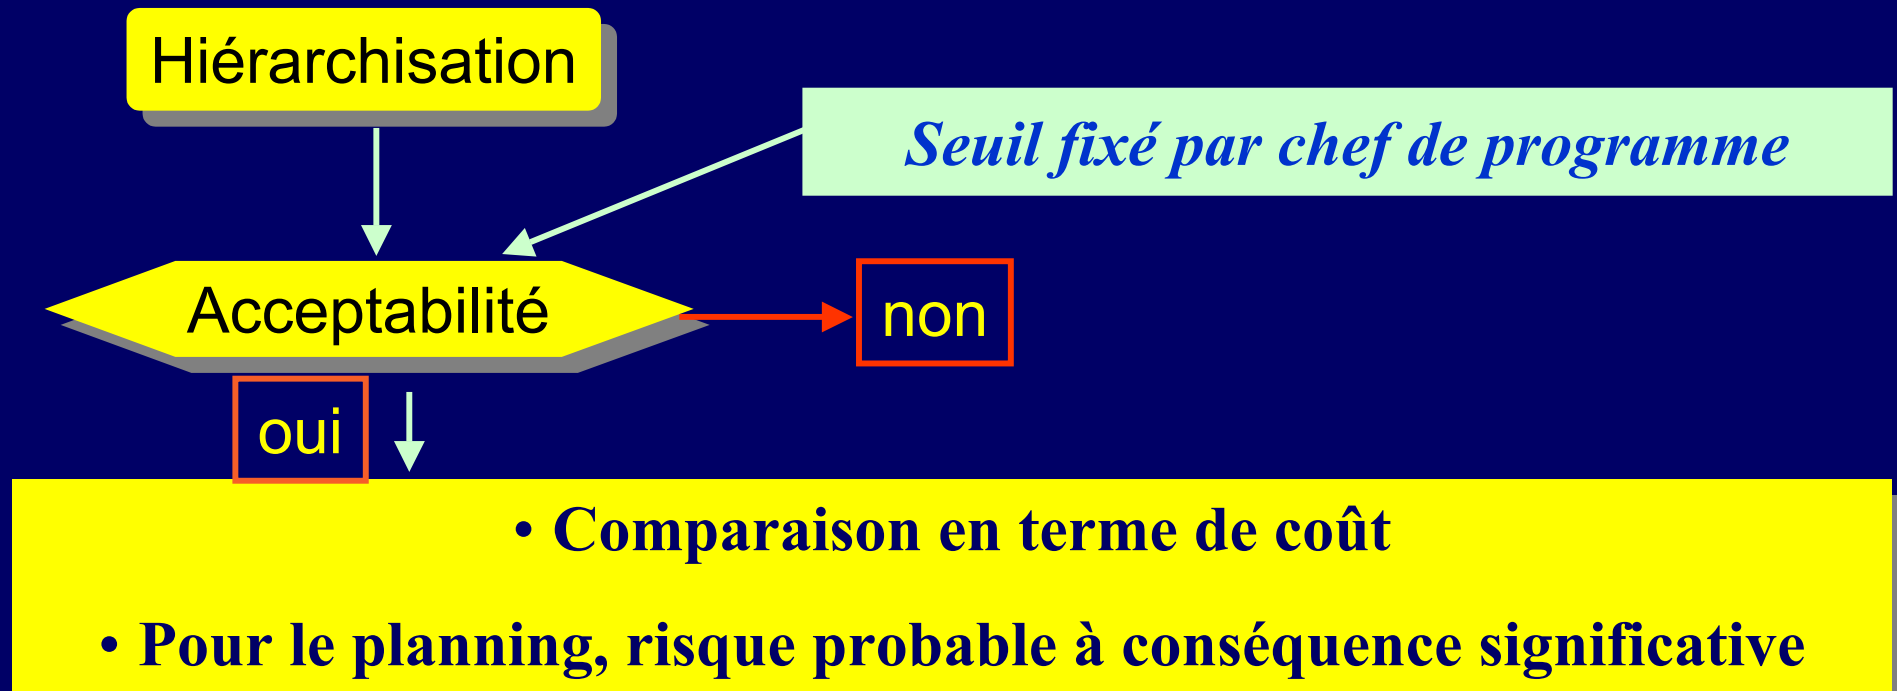 Hiérarchisation
Seuil fixé par chef de programme
Acceptabilité
non
oui
• Comparaison en terme de coût
• Pour le planning, risque probable à conséquence significative